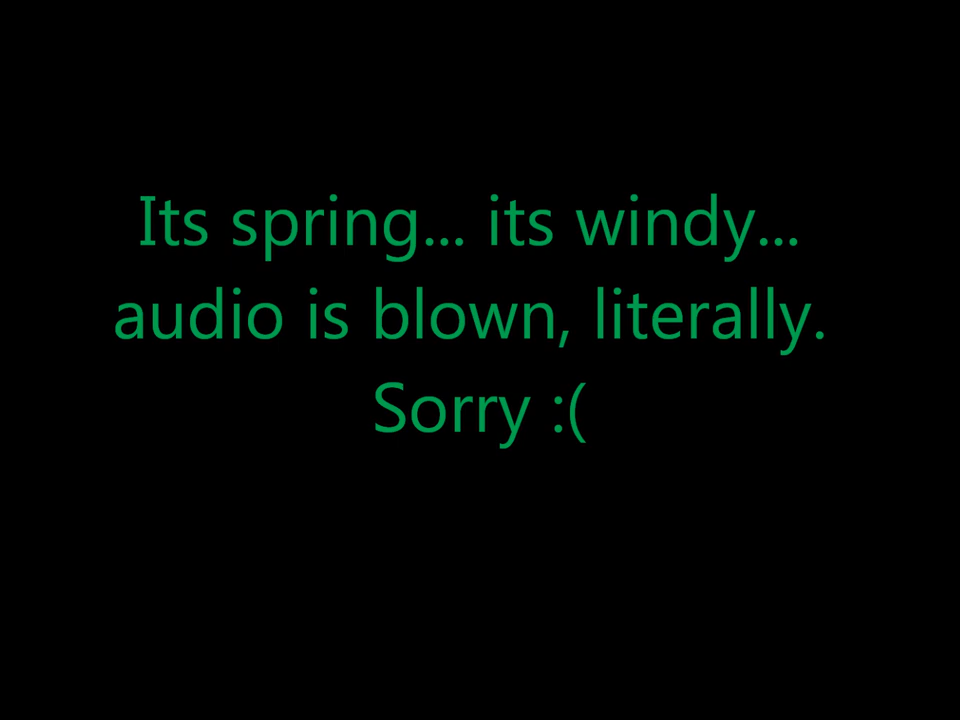 Its spring... its windy...
audio is blown, literally.
Sorry :(